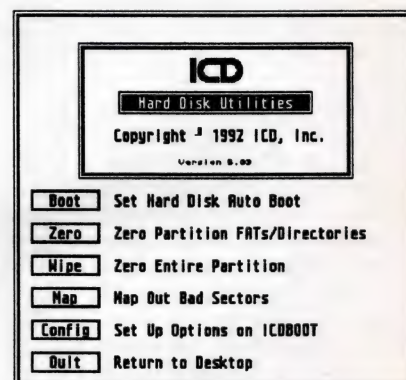 ICD
Hard Disk Utilities
Copyright ┘ 1992 ICD, Inc.
Version 6.03
Boot Set Hard Disk Auto Boot
Zero Zero Partition FATs/Directories
Wipe Zero Entire Partition
Map Map Out Bad Sectors
Config Set Up Options on ICDBOOT
Quit Return to Desktop